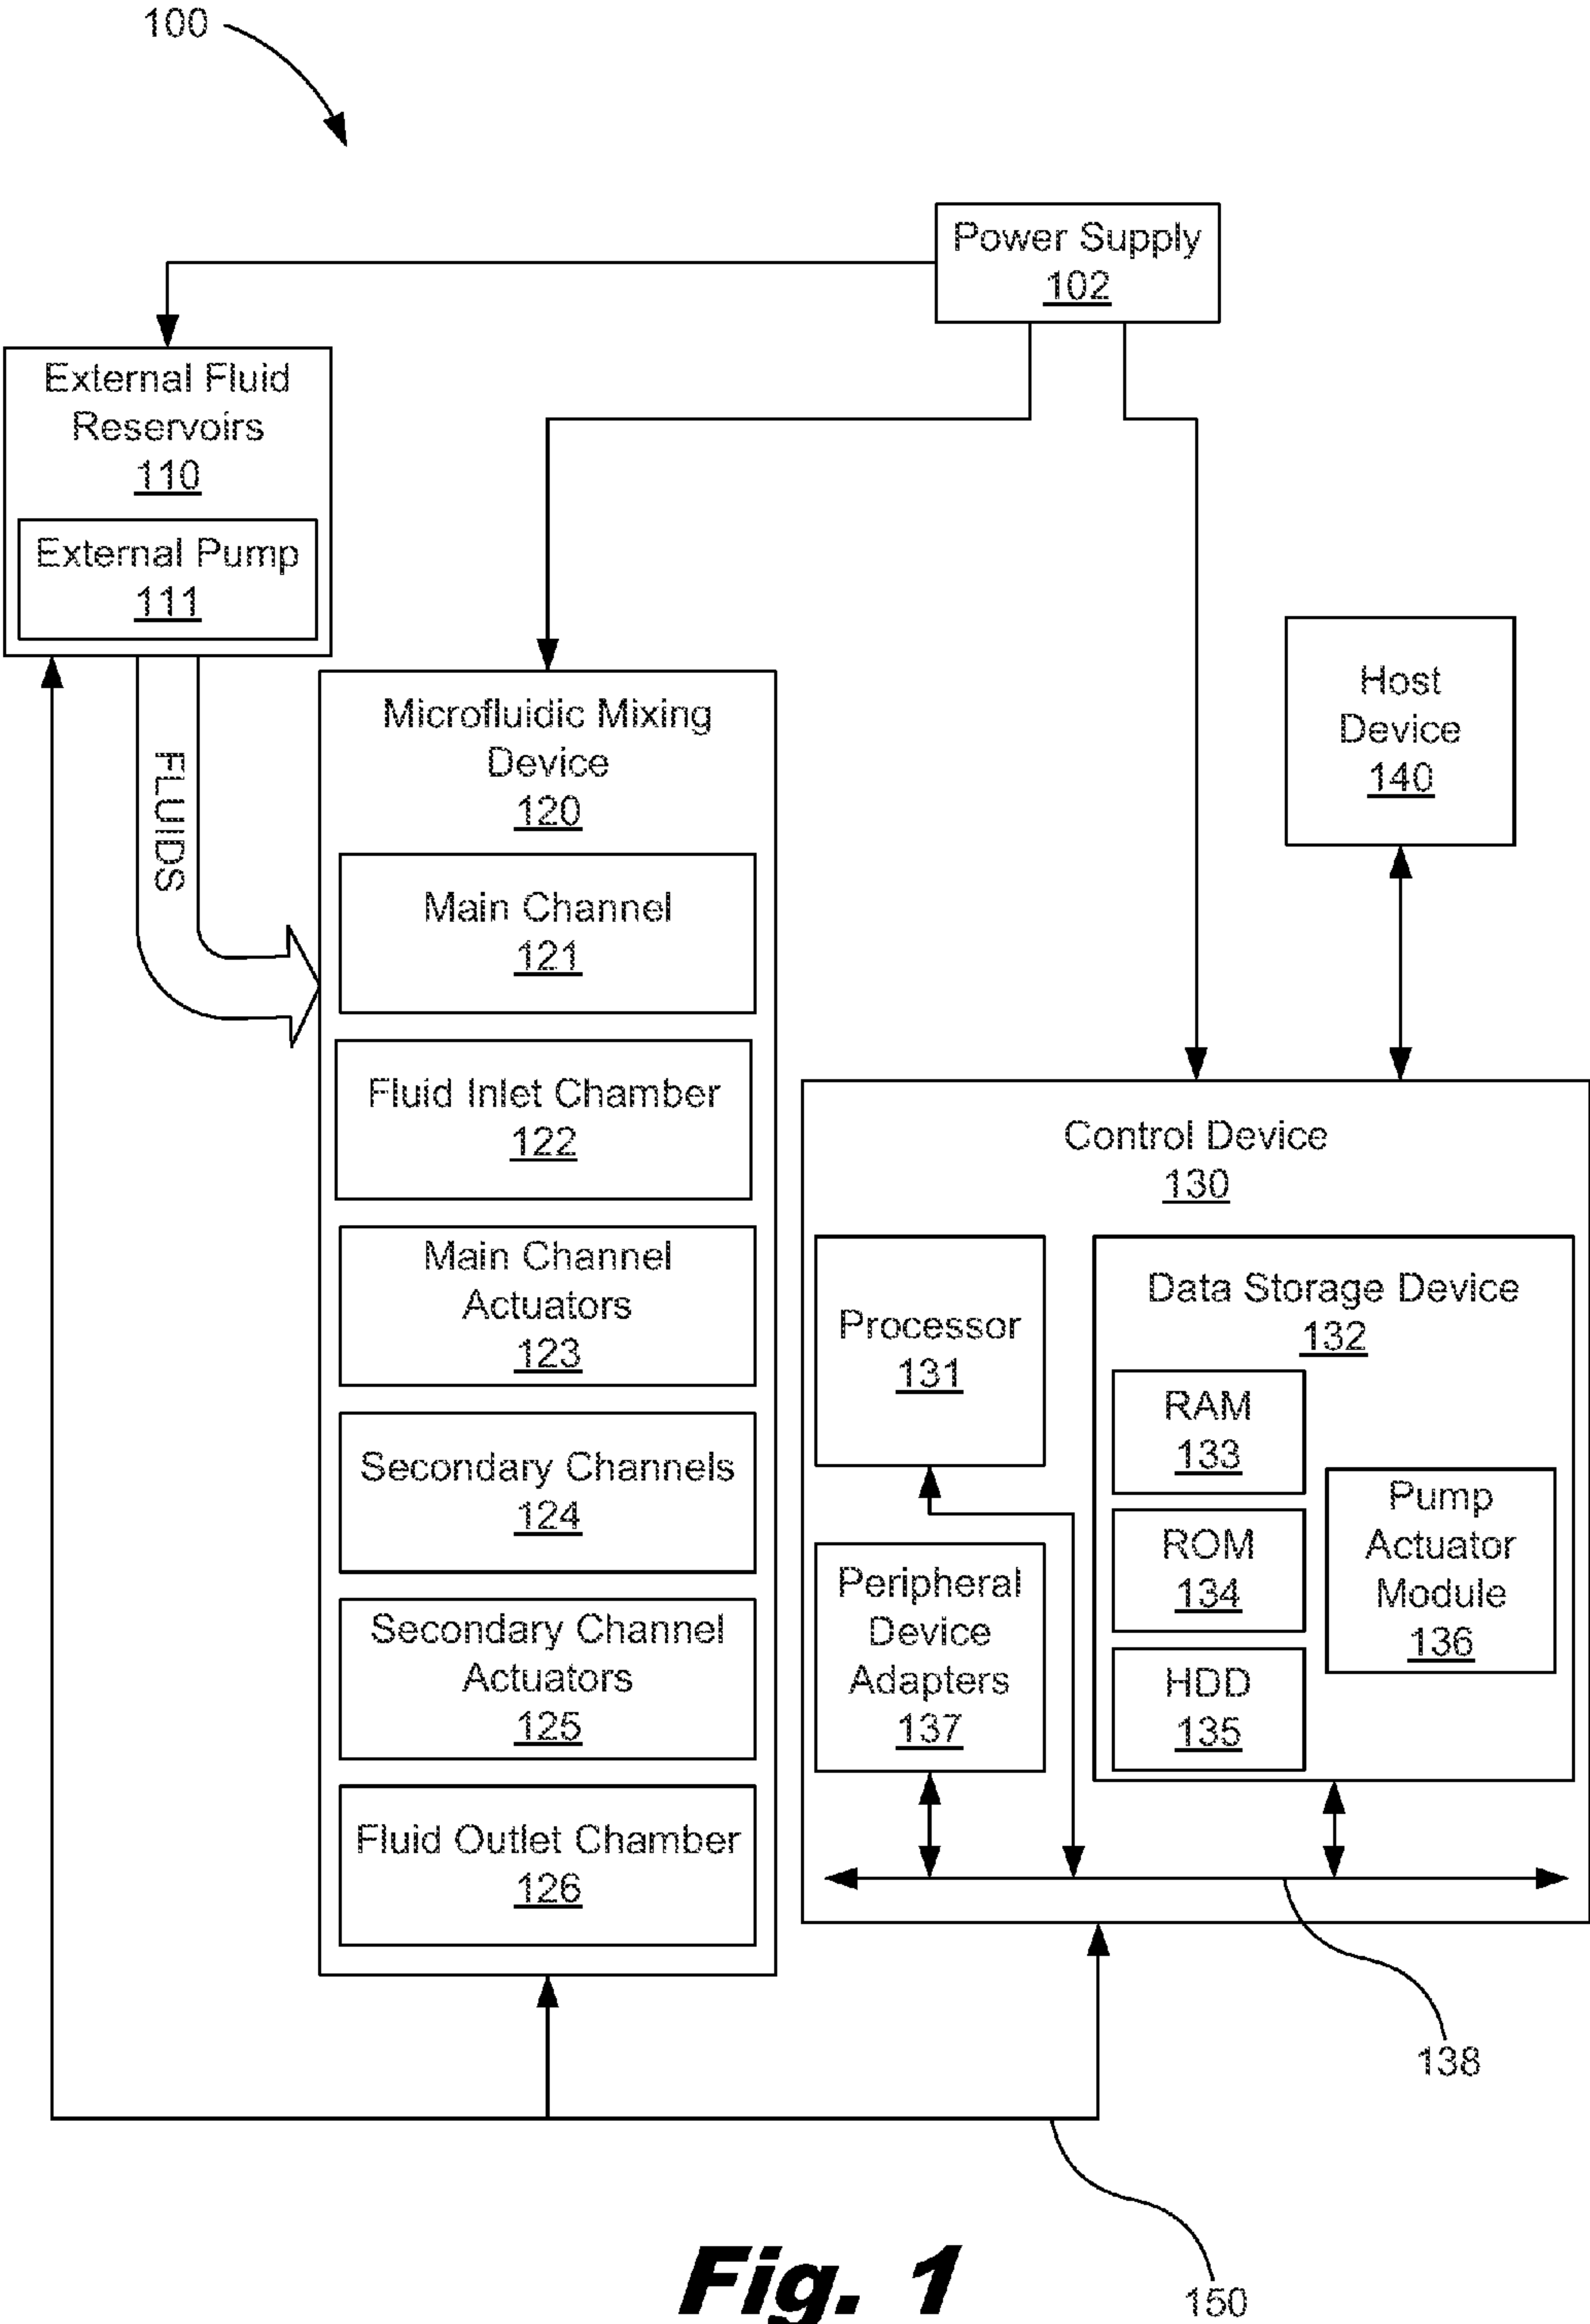 100
Power Supply
102
External Fluid
Reservoirs
110
External Pump
111
FLUIDS
Microfluidic Mixing
Device
120
Main Channel
121
Fluid Inlet Chamber
122
Main Channel
Actuators
123
Secondary Channels
124
Secondary Channel
Actuators
125
Fluid Outlet Chamber
126
Host
Device
140
Control Device
130
Processor
131
Peripheral
Device
Adapters
137
Data Storage Device
132
RAM
133
ROM
134
HDD
135
Pump
Actuator
Module
136
138
150
Fig. 1